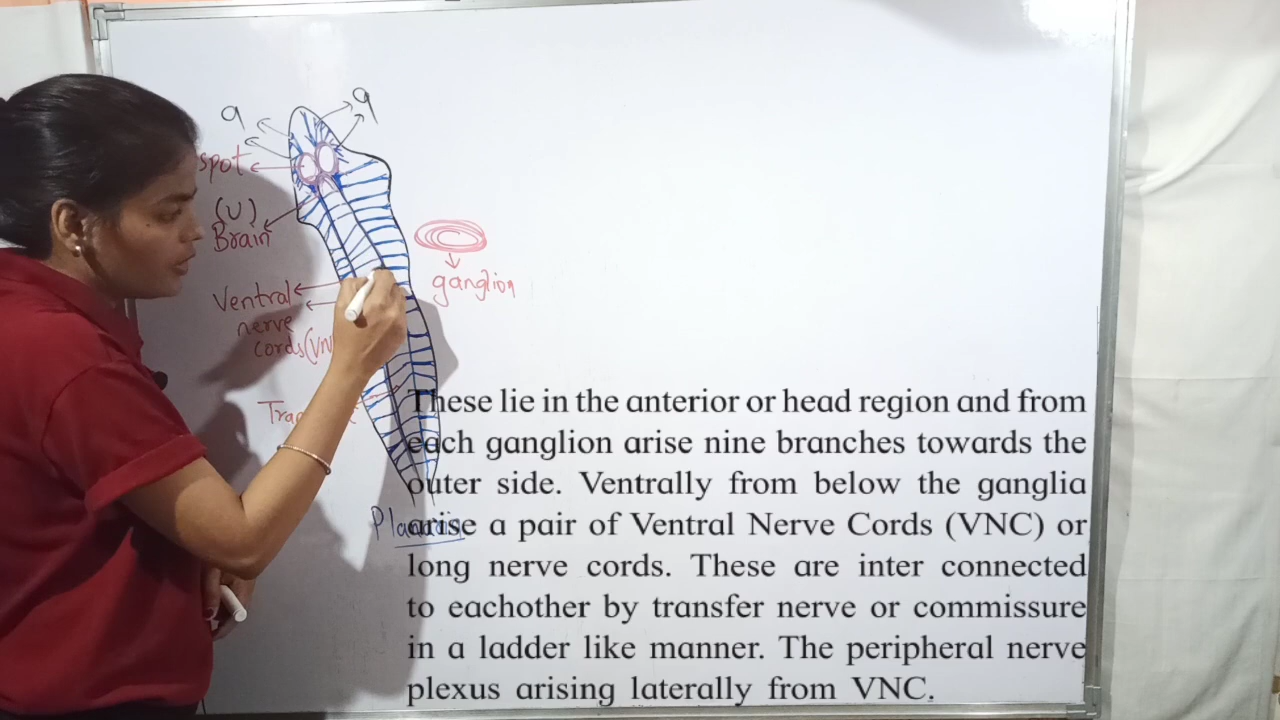 9
9
spot
(U)
Brain
Ventral
nerve
cords(VN
ganglion
These lie in the anterior or head region and from
each ganglion arise nine branches towards the
outer side. Ventrally from below the ganglia
arise a pair of Ventral Nerve Cords (VNC) or
long nerve cords. These are inter connected
to eachother by transfer nerve or commissure
in a ladder like manner. The peripheral nerve
plexus arising laterally from VNC.